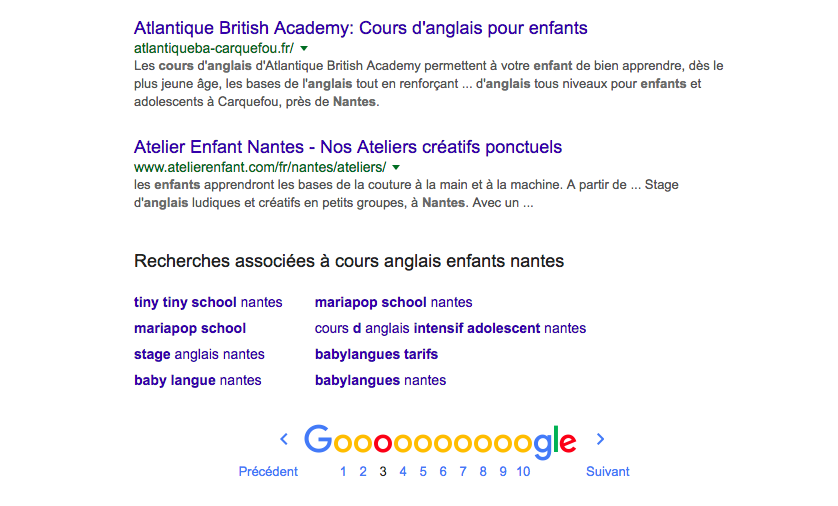 Atlantique British Academy: Cours d'anglais pour enfants
atlantiqueba-carquefou.fr/
Les cours d'anglais d'Atlantique British Academy permettent à votre enfant de bien apprendre, dès le
plus jeune âge, les bases de l'anglais tout en renforçant ... d'anglais tous niveaux pour enfants et
adolescents à Carquefou, près de Nantes.
Atelier Enfant Nantes - Nos Ateliers créatifs ponctuels
www.atelierenfant.com/fr/nantes/ateliers/
les enfants apprendront les bases de la couture à la main et à la machine. A partir de ... Stage
d'anglais ludiques et créatifs en petits groupes, à Nantes. Avec un ...
Recherches associées à cours anglais enfants nantes
tiny tiny school nantes mariapop school nantes
mariapop school cours d anglais intensif adolescent nantes
stage anglais nantes babylangues tarifs
baby langue nantes babylangues nantes
Goooooooooogle
Précédent 1 2 3 4 5 6 7 8 9 10 Suivant